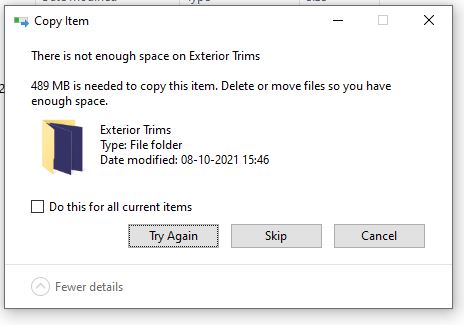 Copy Item
There is not enough space on Exterior Trims
489 MB is needed to copy this item. Delete or move files so you have
enough space.
Exterior Trims
Type: File folder
Date modified: 08-10-2021 15:46
Do this for all current items
Try Again
Skip
Cancel
Fewer details